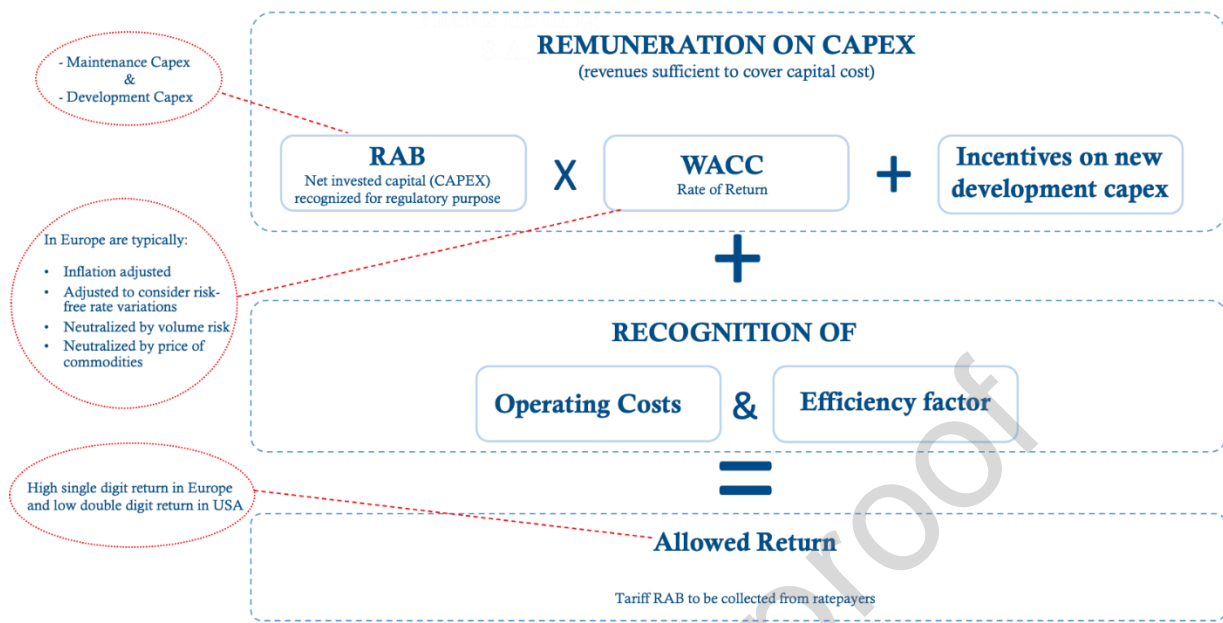 REMUNERATION ON CAPEX
(revenues sufficient to cover capital cost)
- Maintenance Capex
&
- Development Capex
RAB
Net invested capital (CAPEX)
recognized for regulatory purpose
X
WACC
Rate of Return
+
Incentives on new
development capex
In Europe are typically:
• Inflation adjusted
• Adjusted to consider risk-
free rate variations
• Neutralized by volume risk
• Neutralized by price of
commodities
+
RECOGNITION OF
Operating Costs
&
Efficiency factor
=
High single digit return in Europe
and low double digit return in USA
Allowed Return
Tariff RAB to be collected from ratepayers
proof